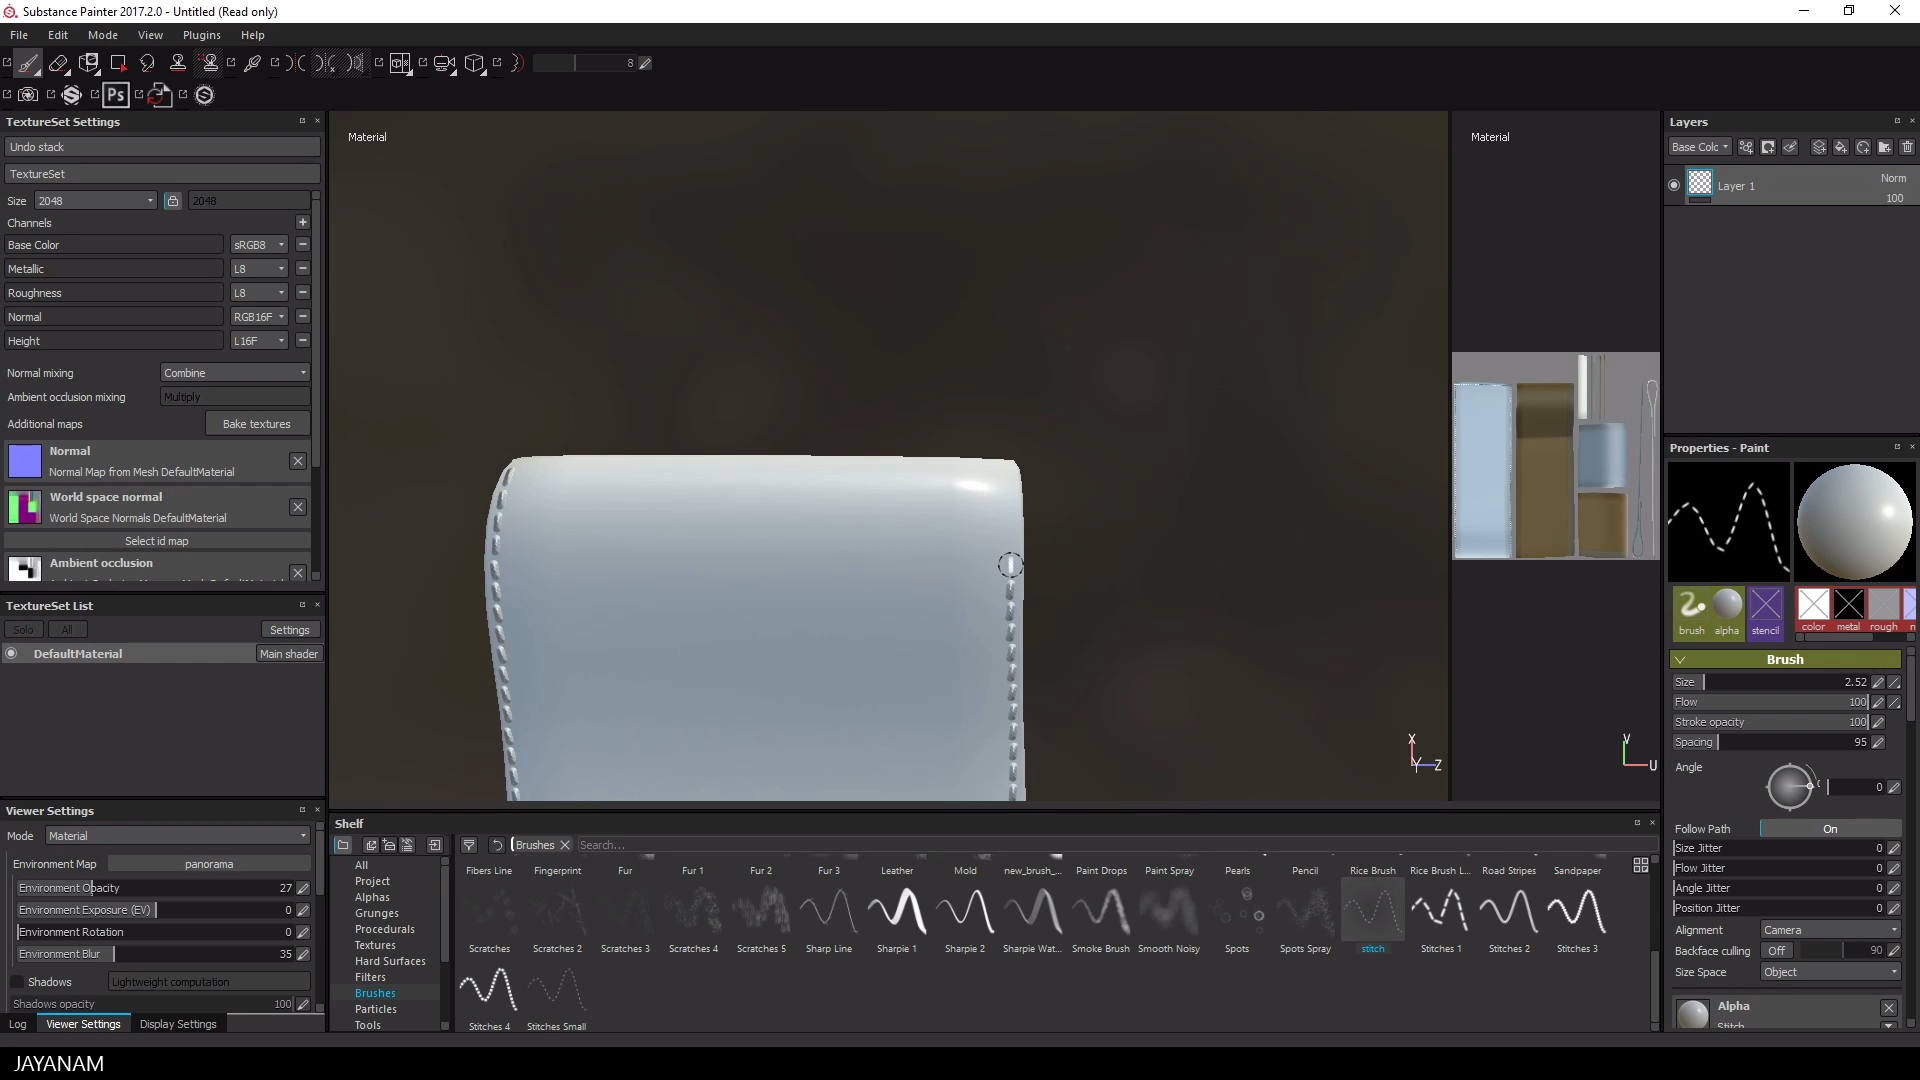 Substance Painter 2017.2.0 - Untitled (Read only)
File Edit Mode View Plugins Help
8
Ps
TextureSet Settings
Undo stack
TextureSet
Size 2048 2048
Channels
Base Color sRGB8
Metallic L8
Roughness L8
Normal RGB16F
Height L16F
Normal mixing Combine
Ambient occlusion mixing Multiply
Additional maps Bake textures
Normal
Normal Map from Mesh DefaultMaterial
World space normal
World Space Normals DefaultMaterial
Select id map
Ambient occlusion
TextureSet List
Solo All Settings
DefaultMaterial Main shader
Viewer Settings
Mode Material
Environment Map panorama
Environment Opacity 27
Environment Exposure (EV) 0
Environment Rotation 0
Environment Blur 35
Shadows Lightweight computation
Shadows opacity 100
Log Viewer Settings Display Settings
JAYANAM
Material
X
Y Z
Material
V
U
Shelf
Brushes Search...
All
Project
Alphas
Grunges
Procedurals
Textures
Hard Surfaces
Filters
Brushes
Particles
Tools
Fibers Line Fingerprint Fur Fur 1 Fur 2 Fur 3 Leather Mold new_brush_... Paint Drops Paint Spray Pearls Pencil Rice Brush Rice Brush L... Road Stripes Sandpaper
Scratches Scratches 2 Scratches 3 Scratches 4 Scratches 5 Sharp Line Sharpie 1 Sharpie 2 Sharpie Wat... Smoke Brush Smooth Noisy Spots Spots Spray stitch Stitches 1 Stitches 2 Stitches 3
Stitches 4 Stitches Small
Layers
Base Colc
Layer 1 Norm
100
Properties - Paint
brush alpha stencil color metal rough n
Brush
Size 2.52
Flow 100
Stroke opacity 100
Spacing 95
Angle 0
Follow Path On
Size Jitter 0
Flow Jitter 0
Angle Jitter 0
Position Jitter 0
Alignment Camera
Backface culling Off 90
Size Space Object
Alpha
Stitch